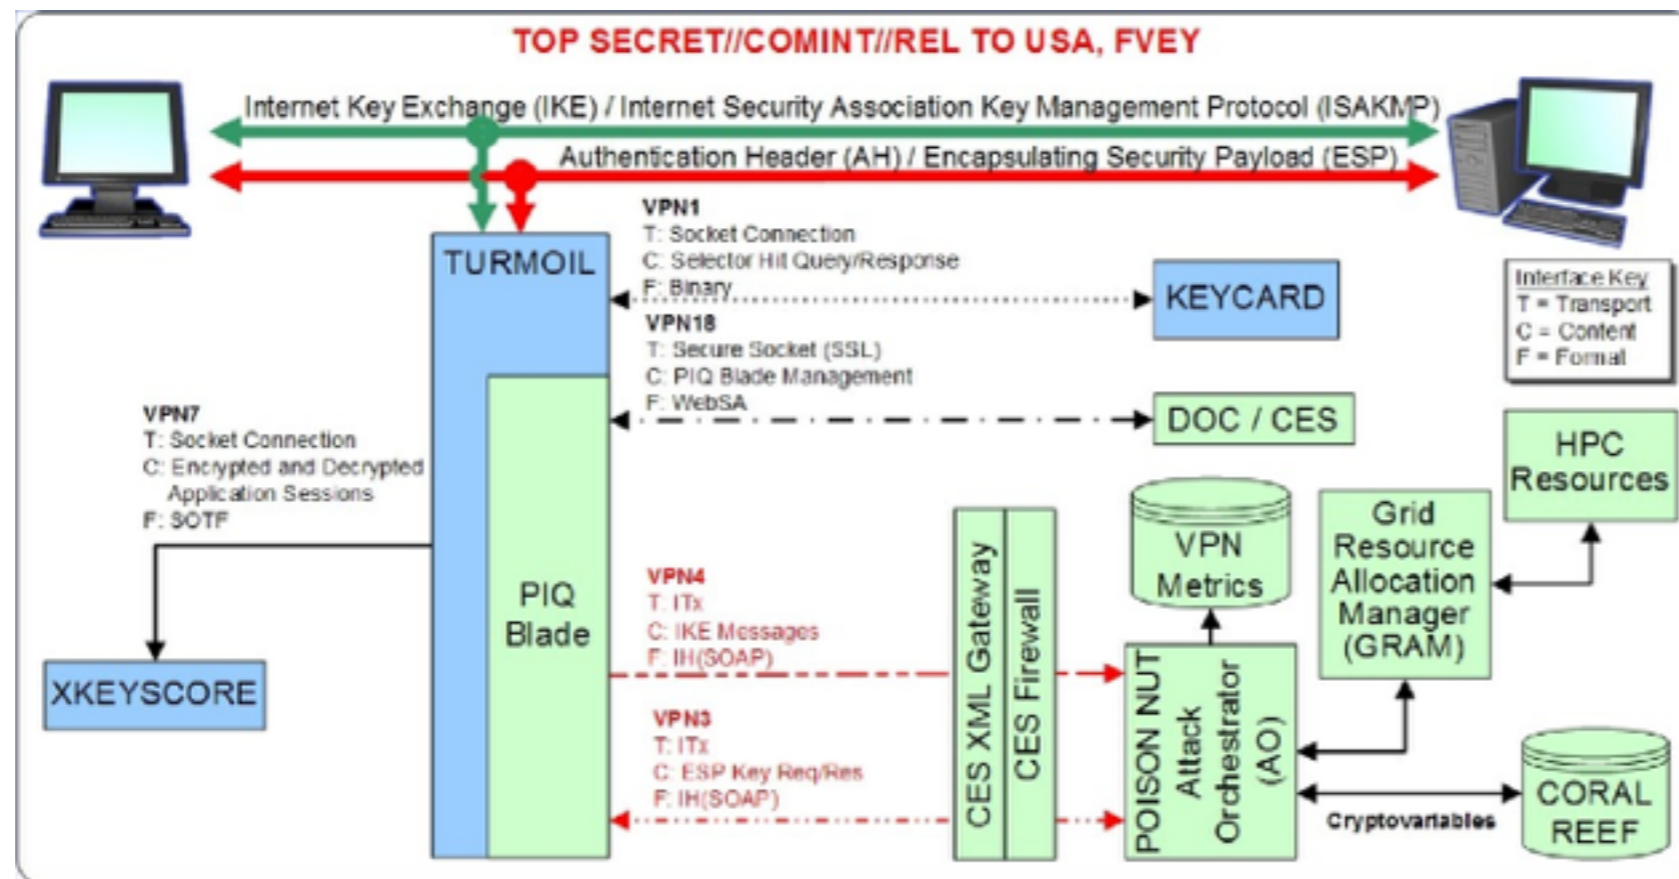 TOP SECRET//COMINT//REL TO USA, FVEY
Internet Key Exchange (IKE) / Internet Security Association Key Management Protocol (ISAKMP)
Authentication Header (AH) / Encapsulating Security Payload (ESP)
TURMOIL
VPN1
T: Socket Connection
C: Selector Hit Query/Response
F: Binary
KEYCARD
Interface Key
T = Transport
C = Content
F = Format
VPN18
T: Secure Socket (SSL)
C: PIQ Blade Management
F: WebSA
DOC / CES
VPN7
T: Socket Connection
C: Encrypted and Decrypted
Application Sessions
F: SOTF
XKEYSCORE
PIQ
Blade
VPN4
T: ITx
C: IKE Messages
F: IH(SOAP)
VPN3
T: ITx
C: ESP Key Req/Res
F: IH(SOAP)
CES XML Gateway
CES Firewall
VPN
Metrics
POISON NUT
Attack
Orchestrator
(AO)
Grid
Resource
Allocation
Manager
(GRAM)
HPC
Resources
Cryptovariables
CORAL
REEF